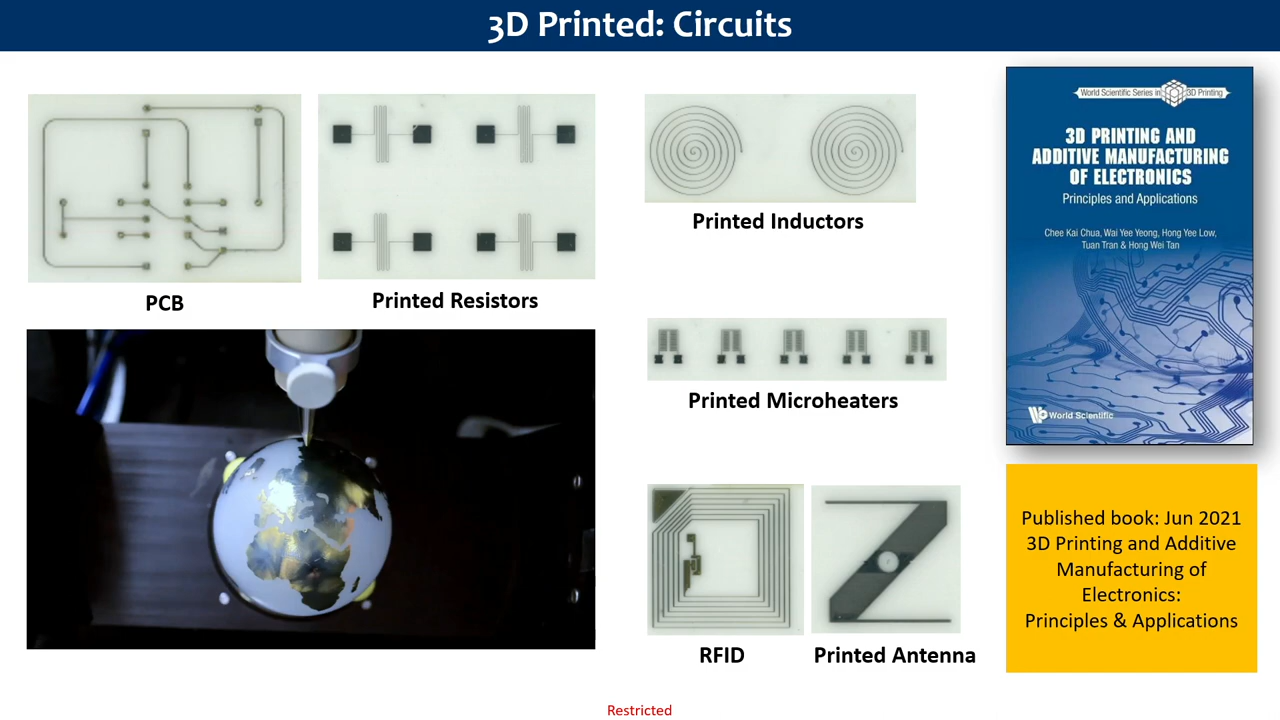 3D Printed: Circuits
PCB
Printed Resistors
Printed Inductors
Printed Microheaters
RFID
Printed Antenna
World Scientific Series in 3D Printing
3D PRINTING AND
ADDITIVE MANUFACTURING
OF ELECTRONICS
Principles and Applications
Chee Kai Chua, Wai Yee Yeong, Hong Yee Low,
Tuan Tran & Hong Wei Tan
World Scientific
Published book: Jun 2021
3D Printing and Additive
Manufacturing of
Electronics:
Principles & Applications
Restricted